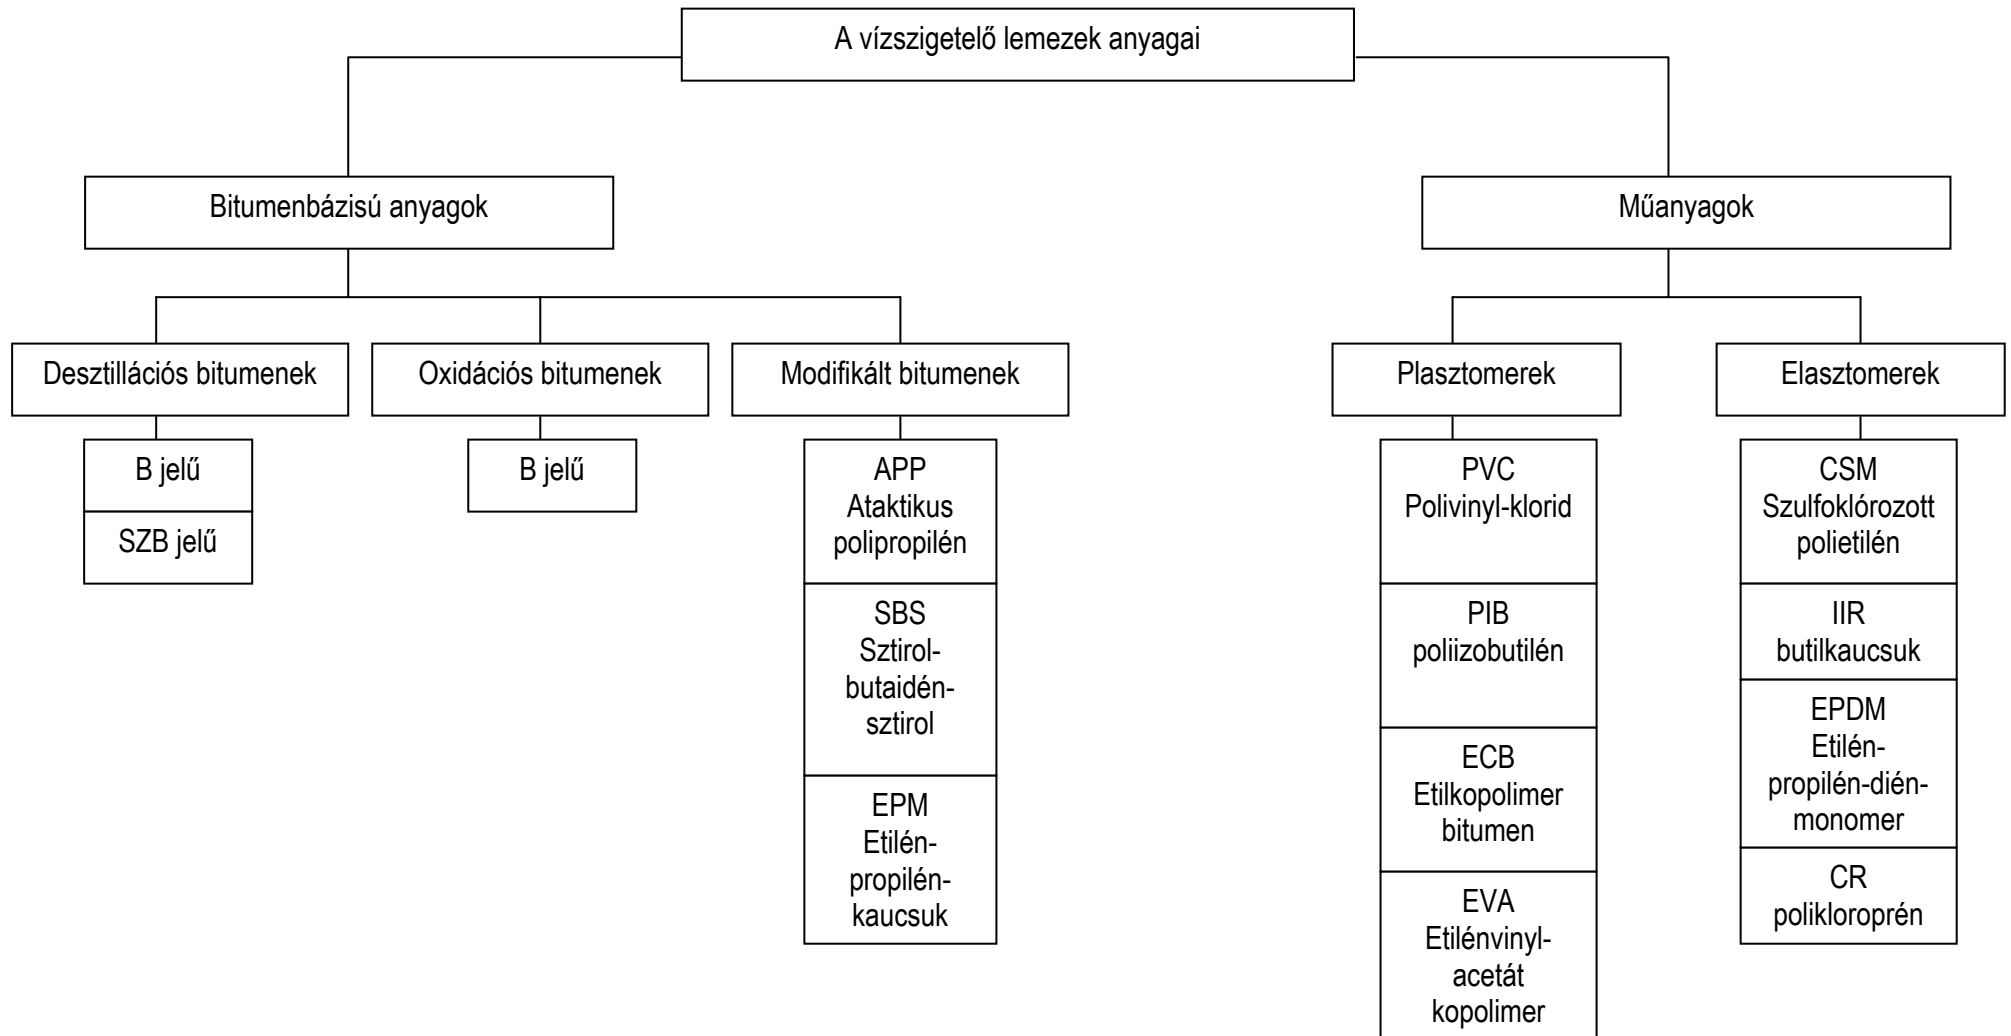 A vízszigetelő lemezek anyagai
Bitumenbázisú anyagok
Műanyagok
Desztillációs bitumenek
Oxidációs bitumenek
Modifikált bitumenek
Plasztomerek
Elasztomerek
B jelű
SZB jelű
B jelű
APP
Ataktikus
polipropilén
SBS
Sztirol-
butaidén-
sztirol
EPM
Etilén-
propilén-
kaucsuk
PVC
Polivinyl-klorid
PIB
poliizobutilén
ECB
Etilkopolimer
bitumen
EVA
Etilénvinyl-
acetát
kopolimer
CSM
Szulfoklórozott
polietilén
IIR
butilkaucsuk
EPDM
Etilén-
propilén-dién-
monomer
CR
polikloroprén